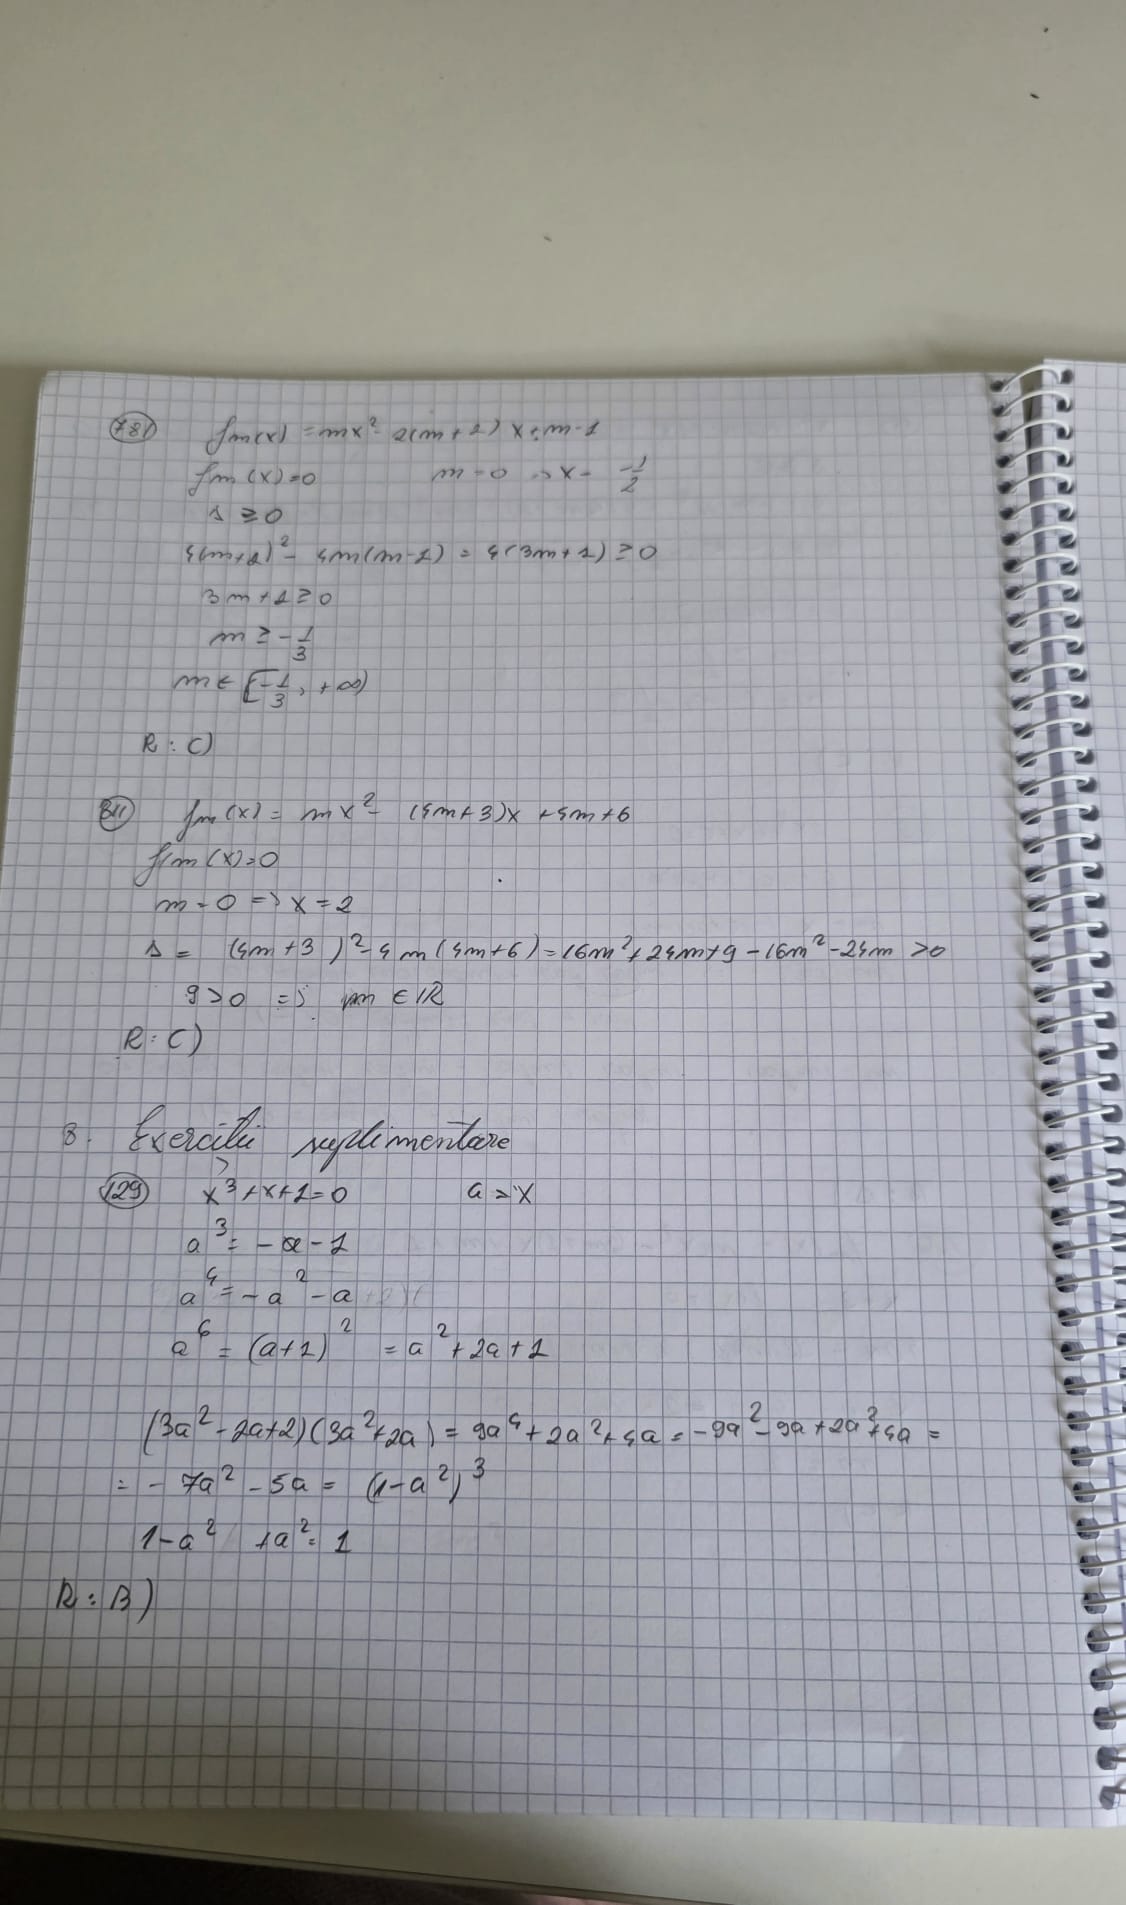 781 fm(x) = mx² - 2(m+1)x + m-1
fm(x)=0 m=0 => x = -1/2
Δ ≥ 0
4(m+1)² - 4m(m-1) = 4(3m+1) ≥ 0
3m+1 ≥ 0
m ≥ -1/3
m ∈ [-1/3, +∞)
R: C)
811 fm(x) = mx² - (4m+3)x + 4m+6
fm(x)=0
m=0 => x=2
Δ = (4m+3)² - 4m(4m+6) = 16m² + 24m + 9 - 16m² - 24m > 0
9>0 => m ∈ IR
R: C)
8. Exerciții suplimentare
129 x³+x+1=0 a=x
a³ = -a-1
a⁴ = -a² - a
a⁶ = (a+1)² = a² + 2a + 1
(3a² - 2a+2)(3a²+2a) = 9a⁴ + 2a² + 4a = -9a² - 9a + 2a² + 4a =
= - 7a² - 5a = (1-a²)³
1-a² +a² = 1
R: B)